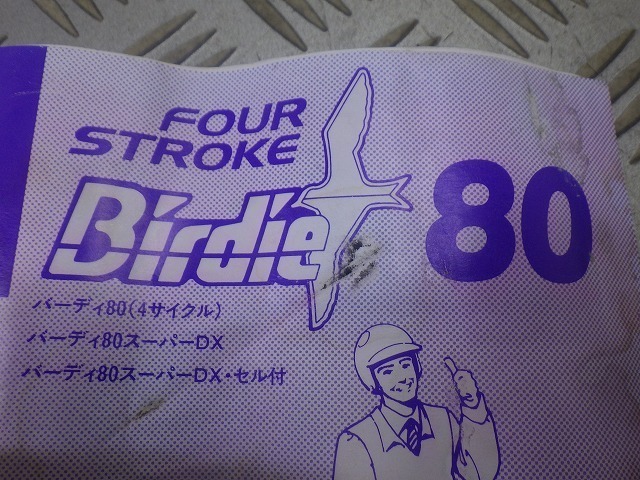 FOUR
STROKE
Birdie 80
バーディ80(4サイクル)
バーディ80スーパーDX
バーディ80スーパーDX・セル付